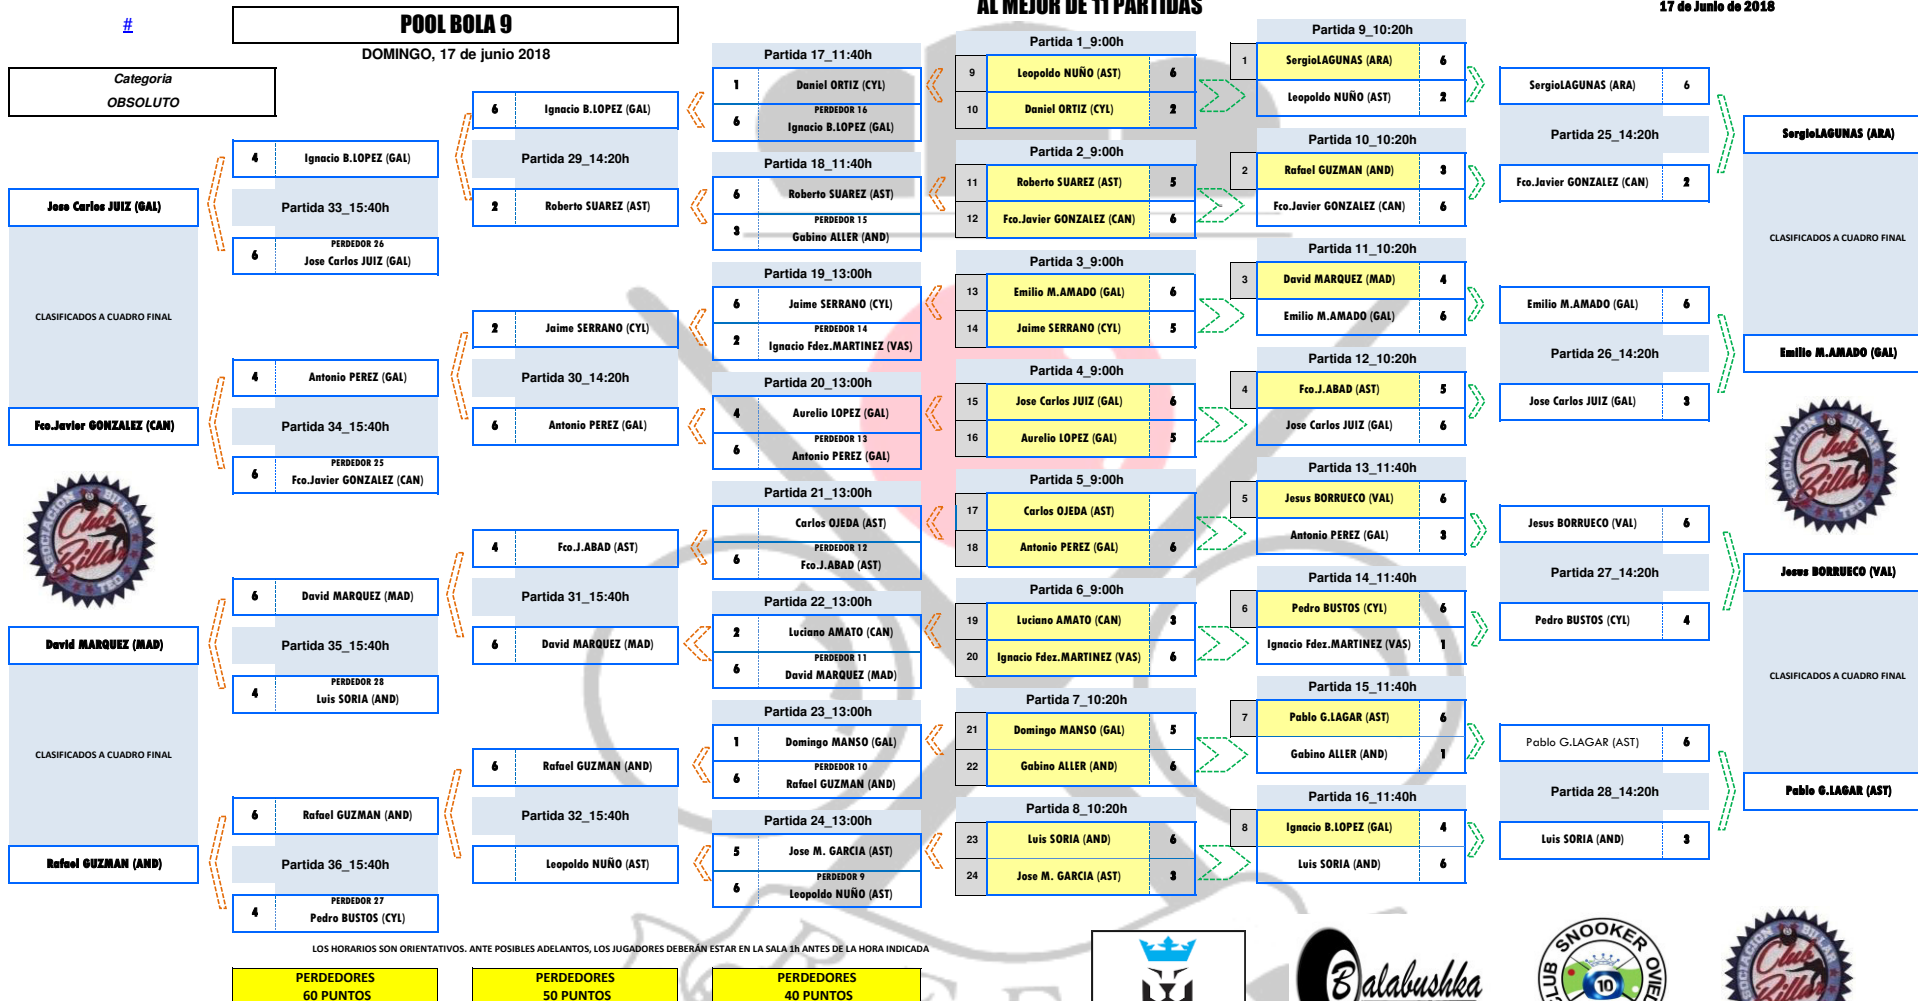 #
POOL BOLA 9
AL MEJOR DE 11 PARTIDAS
17 de Junio de 2018
DOMINGO, 17 de junio 2018
Categoria
OBSOLUTO
Jose Carlos JUIZ (GAL)
CLASIFICADOS A CUADRO FINAL
Fco.Javier GONZALEZ (CAN)
David MARQUEZ (MAD)
CLASIFICADOS A CUADRO FINAL
Rafael GUZMAN (AND)
4 Ignacio B.LOPEZ (GAL)
Partida 33_15:40h
PERDEDOR 26
6 Jose Carlos JUIZ (GAL)
4 Antonio PEREZ (GAL)
Partida 34_15:40h
PERDEDOR 25
6 Fco.Javier GONZALEZ (CAN)
6 David MARQUEZ (MAD)
Partida 35_15:40h
PERDEDOR 28
4 Luis SORIA (AND)
6 Rafael GUZMAN (AND)
Partida 36_15:40h
PERDEDOR 27
4 Pedro BUSTOS (CYL)
6 Ignacio B.LOPEZ (GAL)
Partida 29_14:20h
2 Roberto SUAREZ (AST)
2 Jaime SERRANO (CYL)
Partida 30_14:20h
6 Antonio PEREZ (GAL)
4 Fco.J.ABAD (AST)
Partida 31_15:40h
6 David MARQUEZ (MAD)
6 Rafael GUZMAN (AND)
Partida 32_15:40h
Leopoldo NUÑO (AST)
Partida 17_11:40h
1 Daniel ORTIZ (CYL)
PERDEDOR 16
6 Ignacio B.LOPEZ (GAL)
Partida 18_11:40h
6 Roberto SUAREZ (AST)
PERDEDOR 15
3 Gabino ALLER (AND)
Partida 19_13:00h
6 Jaime SERRANO (CYL)
PERDEDOR 14
2 Ignacio Fdez.MARTINEZ (VAS)
Partida 20_13:00h
4 Aurelio LOPEZ (GAL)
PERDEDOR 13
6 Antonio PEREZ (GAL)
Partida 21_13:00h
Carlos OJEDA (AST)
PERDEDOR 12
6 Fco.J.ABAD (AST)
Partida 22_13:00h
2 Luciano AMATO (CAN)
PERDEDOR 11
6 David MARQUEZ (MAD)
Partida 23_13:00h
1 Domingo MANSO (GAL)
PERDEDOR 10
6 Rafael GUZMAN (AND)
Partida 24_13:00h
5 Jose M. GARCIA (AST)
PERDEDOR 9
6 Leopoldo NUÑO (AST)
Partida 1_9:00h
9 Leopoldo NUÑO (AST) 6
10 Daniel ORTIZ (CYL) 2
Partida 2_9:00h
11 Roberto SUAREZ (AST) 5
12 Fco.Javier GONZALEZ (CAN) 6
Partida 3_9:00h
13 Emilio M.AMADO (GAL) 6
14 Jaime SERRANO (CYL) 5
Partida 4_9:00h
15 Jose Carlos JUIZ (GAL) 6
16 Aurelio LOPEZ (GAL) 5
Partida 5_9:00h
17 Carlos OJEDA (AST)
18 Antonio PEREZ (GAL) 6
Partida 6_9:00h
19 Luciano AMATO (CAN) 3
20 Ignacio Fdez.MARTINEZ (VAS) 6
Partida 7_10:20h
21 Domingo MANSO (GAL) 5
22 Gabino ALLER (AND) 6
Partida 8_10:20h
23 Luis SORIA (AND) 6
24 Jose M. GARCIA (AST) 3
Partida 9_10:20h
1 SergioLAGUNAS (ARA) 6
Leopoldo NUÑO (AST) 2
Partida 10_10:20h
2 Rafael GUZMAN (AND) 3
Fco.Javier GONZALEZ (CAN) 6
Partida 11_10:20h
3 David MARQUEZ (MAD) 4
Emilio M.AMADO (GAL) 6
Partida 12_10:20h
4 Fco.J.ABAD (AST) 5
Jose Carlos JUIZ (GAL) 6
Partida 13_11:40h
5 Jesus BORRUECO (VAL) 6
Antonio PEREZ (GAL) 3
Partida 14_11:40h
6 Pedro BUSTOS (CYL) 6
Ignacio Fdez.MARTINEZ (VAS) 1
Partida 15_11:40h
7 Pablo G.LAGAR (AST) 6
Gabino ALLER (AND) 1
Partida 16_11:40h
8 Ignacio B.LOPEZ (GAL) 4
Luis SORIA (AND) 6
SergioLAGUNAS (ARA) 6
Partida 25_14:20h
Fco.Javier GONZALEZ (CAN) 2
Emilio M.AMADO (GAL) 6
Partida 26_14:20h
Jose Carlos JUIZ (GAL) 3
Jesus BORRUECO (VAL) 6
Partida 27_14:20h
Pedro BUSTOS (CYL) 4
Pablo G.LAGAR (AST) 6
Partida 28_14:20h
Luis SORIA (AND) 3
SergioLAGUNAS (ARA)
CLASIFICADOS A CUADRO FINAL
Emilio M.AMADO (GAL)
Jesus BORRUECO (VAL)
CLASIFICADOS A CUADRO FINAL
Pablo G.LAGAR (AST)
ASOCIACION BILLAR TEO
Club
Billar
ASOCIACION BILLAR TEO
Club
Billar
LOS HORARIOS SON ORIENTATIVOS. ANTE POSIBLES ADELANTOS, LOS JUGADORES DEBERÁN ESTAR EN LA SALA 1h ANTES DE LA HORA INDICADA
PERDEDORES
60 PUNTOS
PERDEDORES
50 PUNTOS
PERDEDORES
40 PUNTOS
Balabushka
CLUB SNOOKER
10
Club